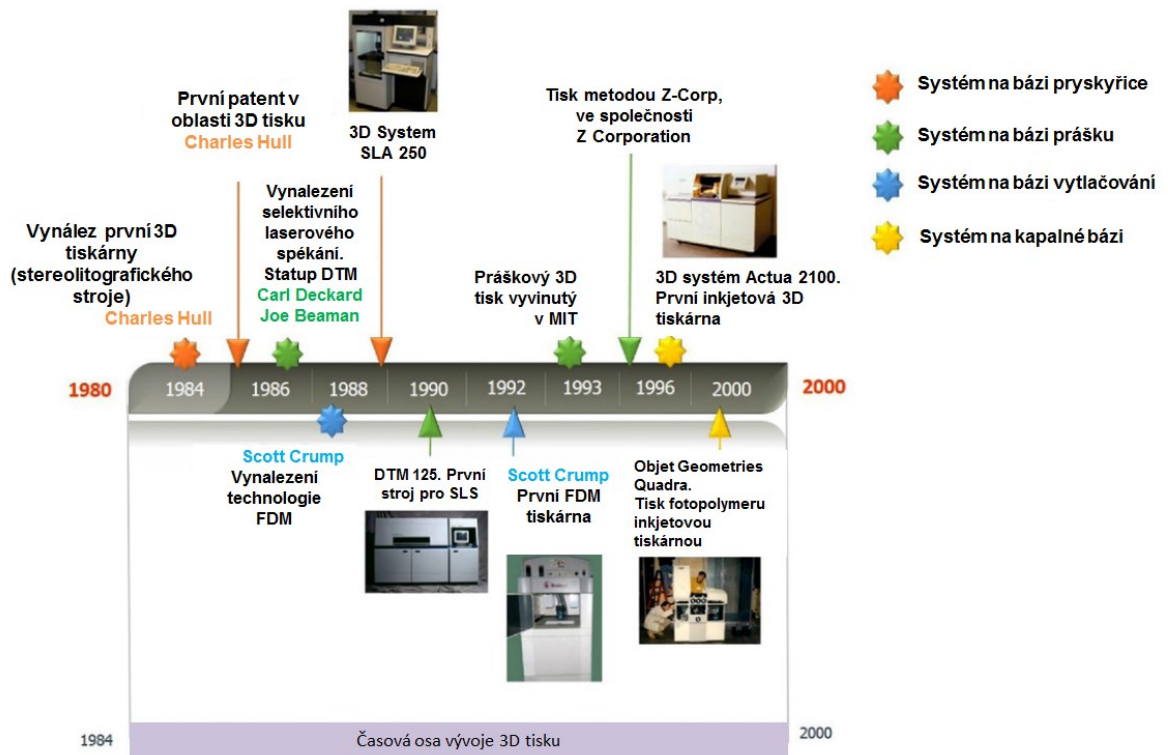 První patent v
oblasti 3D tisku
Charles Hull
3D System
SLA 250
Tisk metodou Z-Corp,
ve společnosti
Z Corporation
Systém na bázi pryskyřice
Systém na bázi prášku
Systém na bázi vytlačování
Systém na kapalné bázi
Vynález první 3D
tiskárny
(stereolitografického
stroje)
Charles Hull
Vynalezení
selektivního
laserového
spékání.
Statup DTM
Carl Deckard
Joe Beaman
Práškový 3D
tisk vyvinutý
v MIT
3D systém Actua 2100.
První inkjetová 3D
tiskárna
1980
1984
1986
1988
1990
1992
1993
1996
2000
2000
Scott Crump
Vynalezení
technologie
FDM
DTM 125. První
stroj pro SLS
Scott Crump
První FDM
tiskárna
Objet Geometries
Quadra.
Tisk fotopolymeru
inkjetovou
tiskárnou
1984
Časová osa vývoje 3D tisku
2000